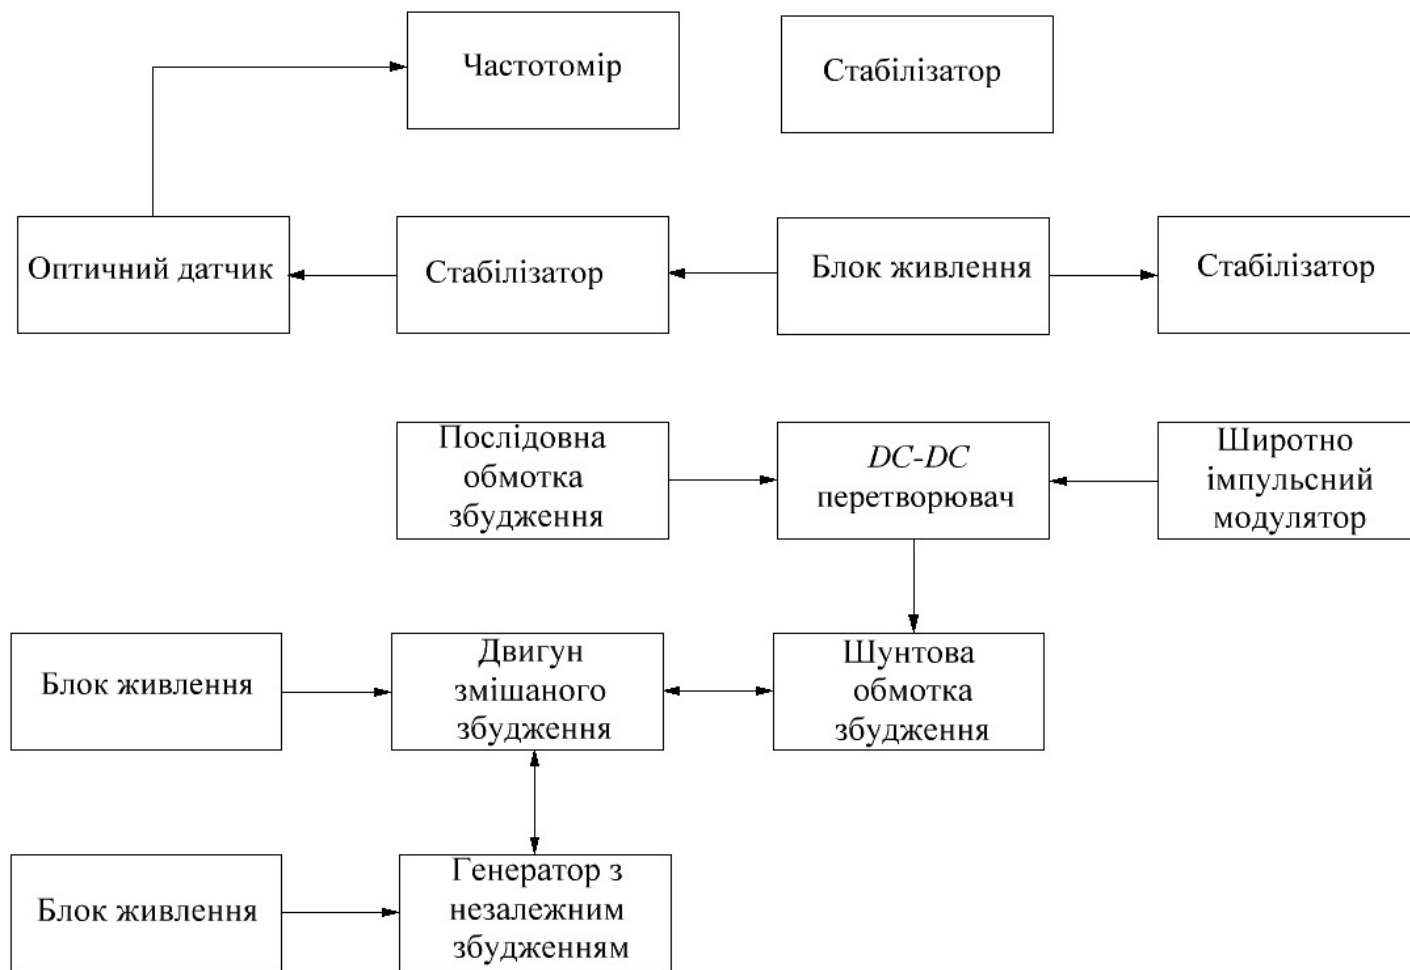 Частотомір
Стабілізатор
Оптичний датчик
Стабілізатор
Блок живлення
Стабілізатор
Послідовна
обмотка
збудження
DC-DC
перетворювач
Широтно
імпульсний
модулятор
Блок живлення
Двигун
змішаного
збудження
Шунтова
обмотка
збудження
Блок живлення
Генератор з
незалежним
збудженням